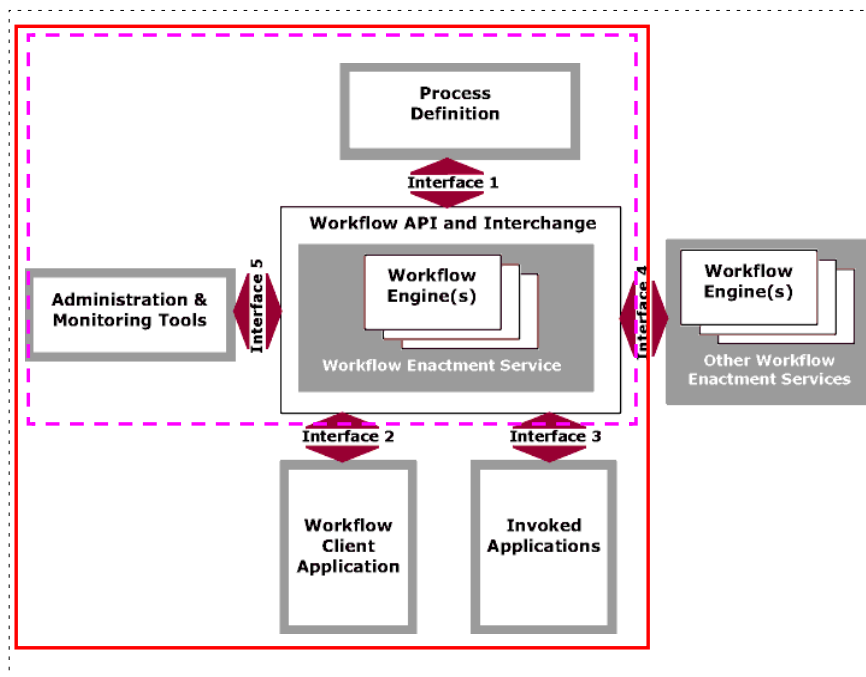 Process
Definition
Interface 1
Workflow API and Interchange
Workflow
Engine(s)
Workflow Enactment Service
Interface 5
Administration &
Monitoring Tools
Interface 4
Workflow
Engine(s)
Other Workflow
Enactment Services
Interface 2
Interface 3
Workflow
Client
Application
Invoked
Applications